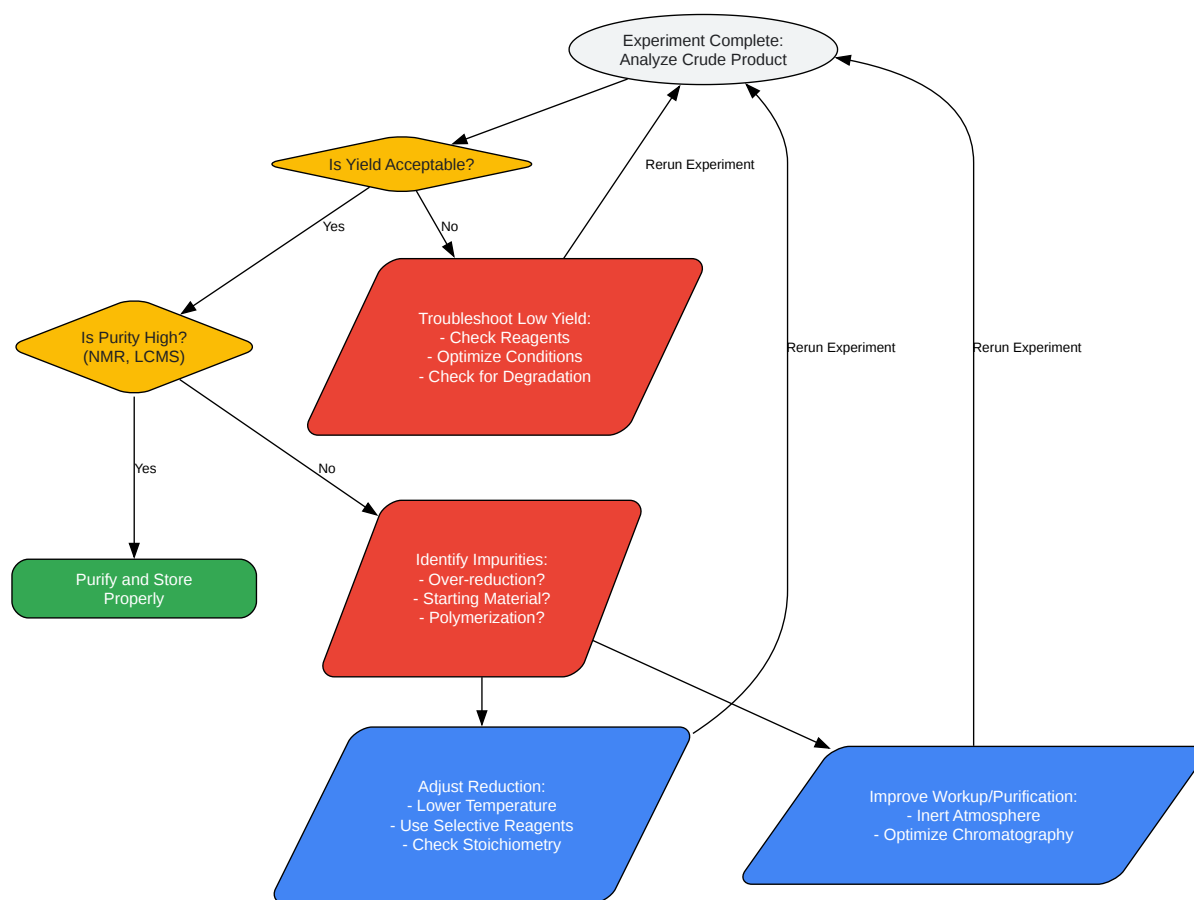 Experiment Complete:
Analyze Crude Product
Is Yield Acceptable?
Rerun Experiment
Yes
No
Troubleshoot Low Yield:
- Check Reagents
- Optimize Conditions
- Check for Degradation
Is Purity High?
(NMR, LCMS)
Rerun Experiment
Rerun Experiment
Yes
No
Identify Impurities:
- Over-reduction?
- Starting Material?
- Polymerization?
Purify and Store
Properly
Adjust Reduction:
- Lower Temperature
- Use Selective Reagents
- Check Stoichiometry
Improve Workup/Purification:
- Inert Atmosphere
- Optimize Chromatography